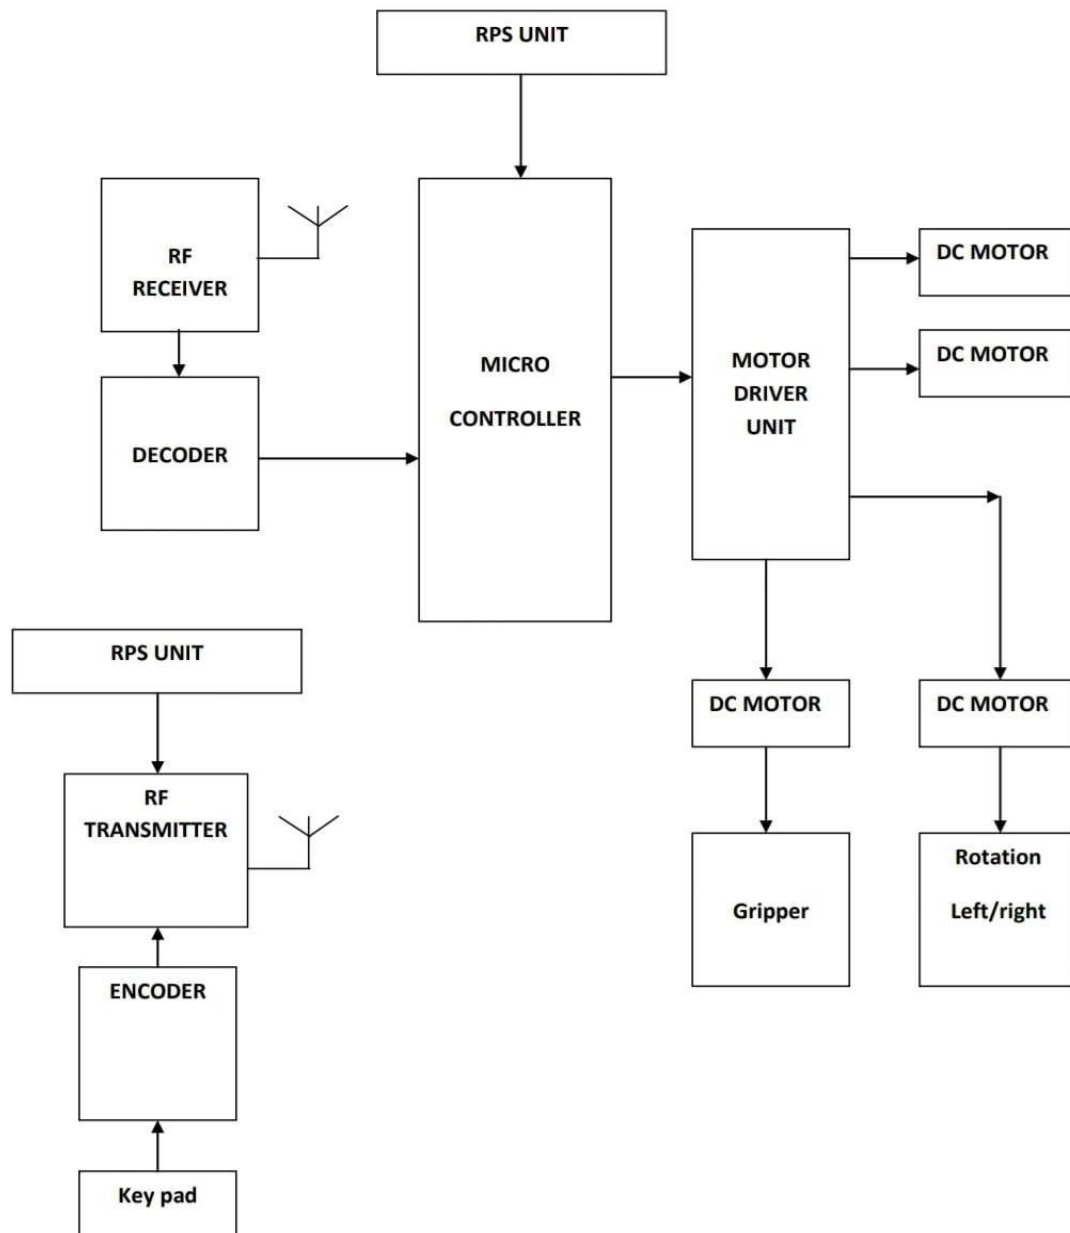 RPS UNIT
RF
RECEIVER
DECODER
MICRO
CONTROLLER
MOTOR
DRIVER
UNIT
DC MOTOR
DC MOTOR
RPS UNIT
RF
TRANSMITTER
ENCODER
Key pad
DC MOTOR
DC MOTOR
Gripper
Rotation
Left/right